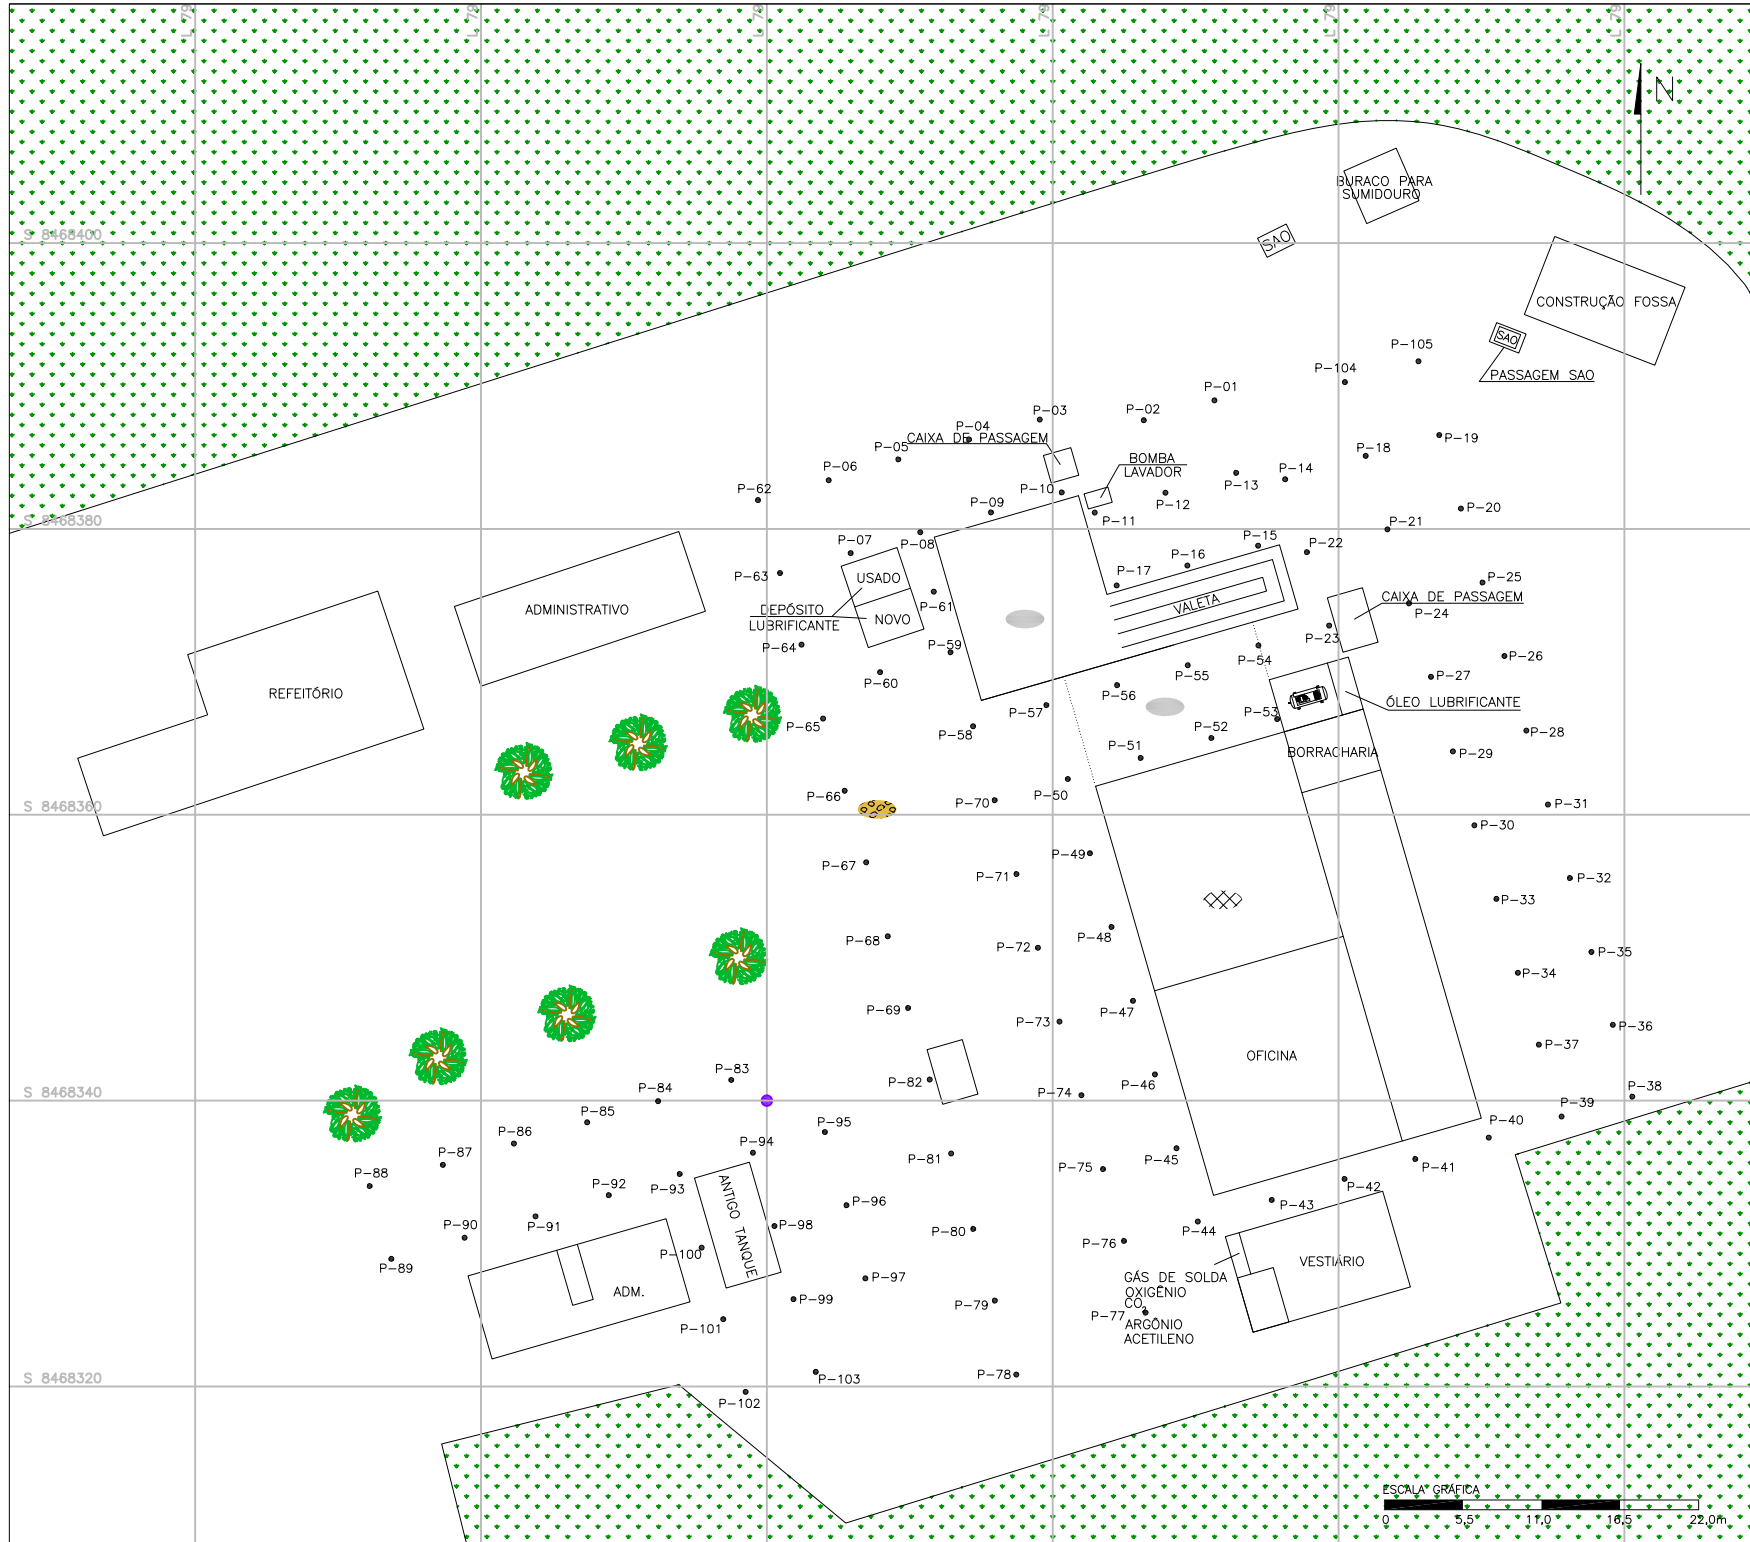 L 79
L 79
L 79
L 79
L 79
L 79
N
BURACO PARA
SUMIDOURO
S 8468400
SAO
CONSTRUÇÃO FOSSA
SAO
P-105
P-104
PASSAGEM SAO
P-01
P-02
P-03
P-04
CAIXA DE PASSAGEM
P-19
P-05
P-18
BOMBA
LAVADOR
P-06
P-14
P-13
P-62
P-10
P-12
P-09
P-20
S 8468380
P-11
P-21
P-08
P-07
P-15
P-22
P-16
P-63
USADO
P-17
P-25
P-61
CAIXA DE PASSAGEM
VALETA
ADMINISTRATIVO
DEPÓSITO
LUBRIFICANTE
NOVO
P-24
P-23
P-64
P-59
P-54
P-26
P-55
P-60
P-27
REFEITÓRIO
P-56
ÓLEO LUBRIFICANTE
P-57
P-53
P-65
P-58
P-52
P-28
P-51
BORRACHARIA
P-29
P-66
P-50
P-70
S 8468360
P-31
P-30
P-49
P-67
P-71
P-32
P-33
P-68
P-48
P-72
P-35
P-34
P-69
P-47
P-73
P-36
P-37
OFICINA
P-83
P-82
P-46
P-38
P-84
S 8468340
P-74
P-85
P-39
P-95
P-40
P-86
P-94
P-87
P-81
P-45
P-75
P-41
P-88
P-93
P-92
P-42
ANTIGO TANQUE
P-96
P-43
P-90
P-91
P-98
P-80
P-44
P-76
P-100
P-89
VESTIÁRIO
P-97
GÁS DE SOLDA
OXIGÊNIO
CO2
ADM.
P-99
P-79
P-77
ARGÔNIO
ACETILENO
P-101
S 8468320
P-103
P-78
P-102
ESCALA GRÁFICA
0 5,5 11,0 16,5 22,0m